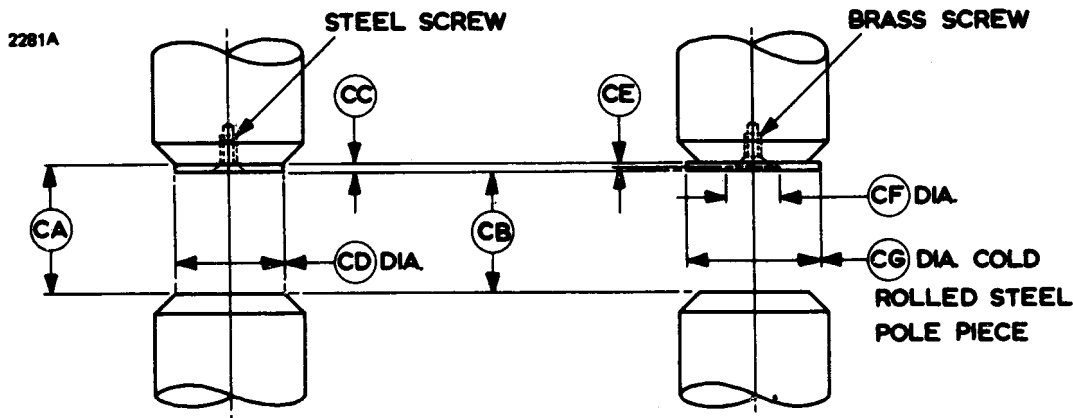 2281A
STEEL SCREW
BRASS SCREW
CC
CE
CA
CB
CF DIA.
CD DIA.
CG DIA. COLD
ROLLED STEEL
POLE PIECE